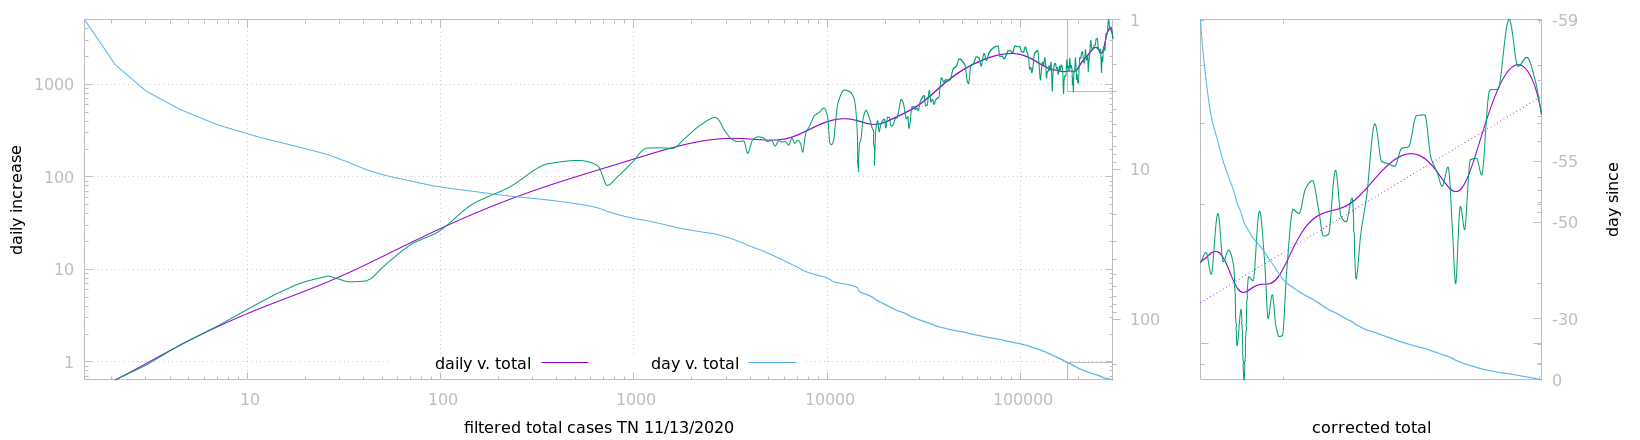 daily increase
1000
100
10
1
10
100
1000
10000
100000
1
10
100
daily v. total
day v. total
filtered total cases TN 11/13/2020
-59
-55
-50
-30
0
day since
corrected total